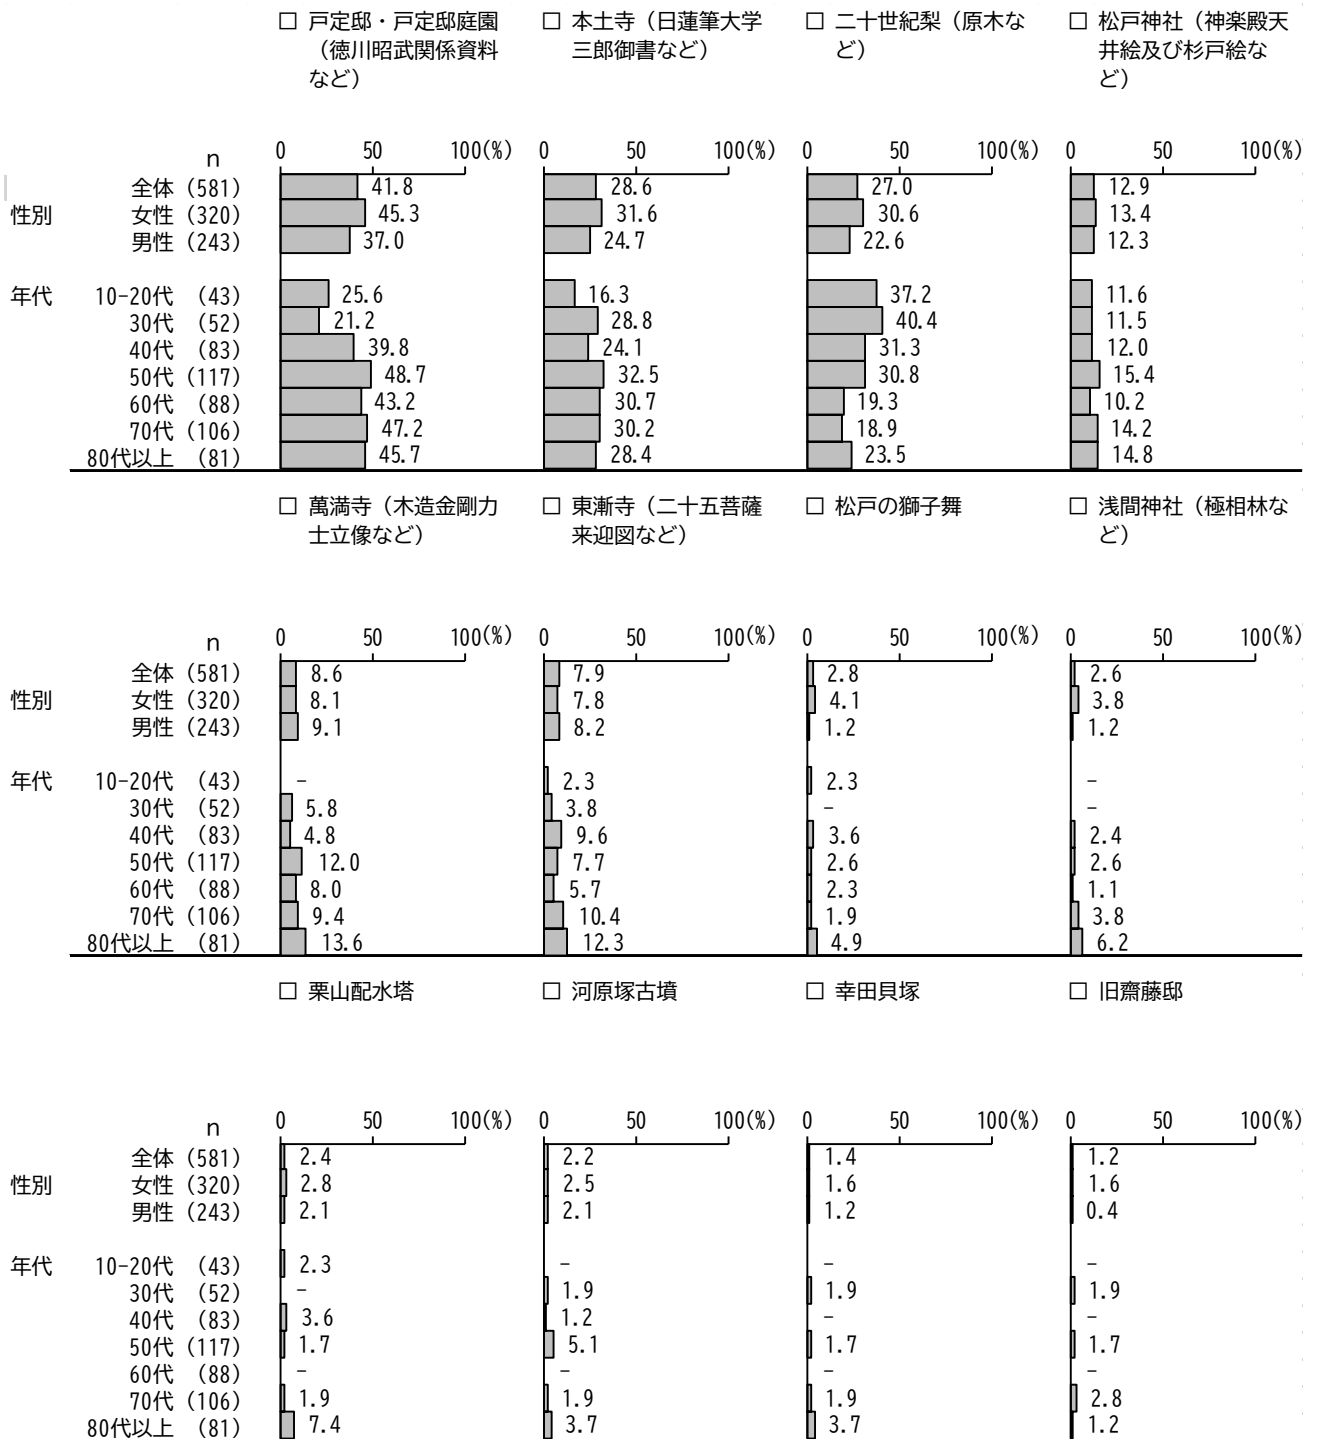 □ 戸定邸・戸定邸庭園（徳川昭武関係資料など） □ 本土寺（日蓮筆大学三郎御書など） □ 二十世紀梨（原木など） □ 松戸神社（神楽殿天井絵及び杉戸絵など）
n 0 50 100(%) 0 50 100(%) 0 50 100(%) 0 50 100(%)
全体 (581) 41.8 28.6 27.0 12.9
性別 女性 (320) 45.3 31.6 30.6 13.4
男性 (243) 37.0 24.7 22.6 12.3
年代 10-20代 (43) 25.6 16.3 37.2 11.6
30代 (52) 21.2 28.8 40.4 11.5
40代 (83) 39.8 24.1 31.3 12.0
50代 (117) 48.7 32.5 30.8 15.4
60代 (88) 43.2 30.7 19.3 10.2
70代 (106) 47.2 30.2 18.9 14.2
80代以上 (81) 45.7 28.4 23.5 14.8
□ 萬満寺（木造金剛力士立像など） □ 東漸寺（二十五菩薩来迎図など） □ 松戸の獅子舞 □ 浅間神社（極相林など）
n 0 50 100(%) 0 50 100(%) 0 50 100(%) 0 50 100(%)
全体 (581) 8.6 7.9 2.8 2.6
性別 女性 (320) 8.1 7.8 4.1 3.8
男性 (243) 9.1 8.2 1.2 1.2
年代 10-20代 (43) － 2.3 2.3 －
30代 (52) 5.8 3.8 － －
40代 (83) 4.8 9.6 3.6 2.4
50代 (117) 12.0 7.7 2.6 2.6
60代 (88) 8.0 5.7 2.3 1.1
70代 (106) 9.4 10.4 1.9 3.8
80代以上 (81) 13.6 12.3 4.9 6.2
□ 栗山配水塔 □ 河原塚古墳 □ 幸田貝塚 □ 旧齋藤邸
n 0 50 100(%) 0 50 100(%) 0 50 100(%) 0 50 100(%)
全体 (581) 2.4 2.2 1.4 1.2
性別 女性 (320) 2.8 2.5 1.6 1.6
男性 (243) 2.1 2.1 1.2 0.4
年代 10-20代 (43) 2.3 － － －
30代 (52) － 1.9 1.9 1.9
40代 (83) 3.6 1.2 － －
50代 (117) 1.7 5.1 1.7 1.7
60代 (88) － － － －
70代 (106) 1.9 1.9 1.9 2.8
80代以上 (81) 7.4 3.7 3.7 1.2